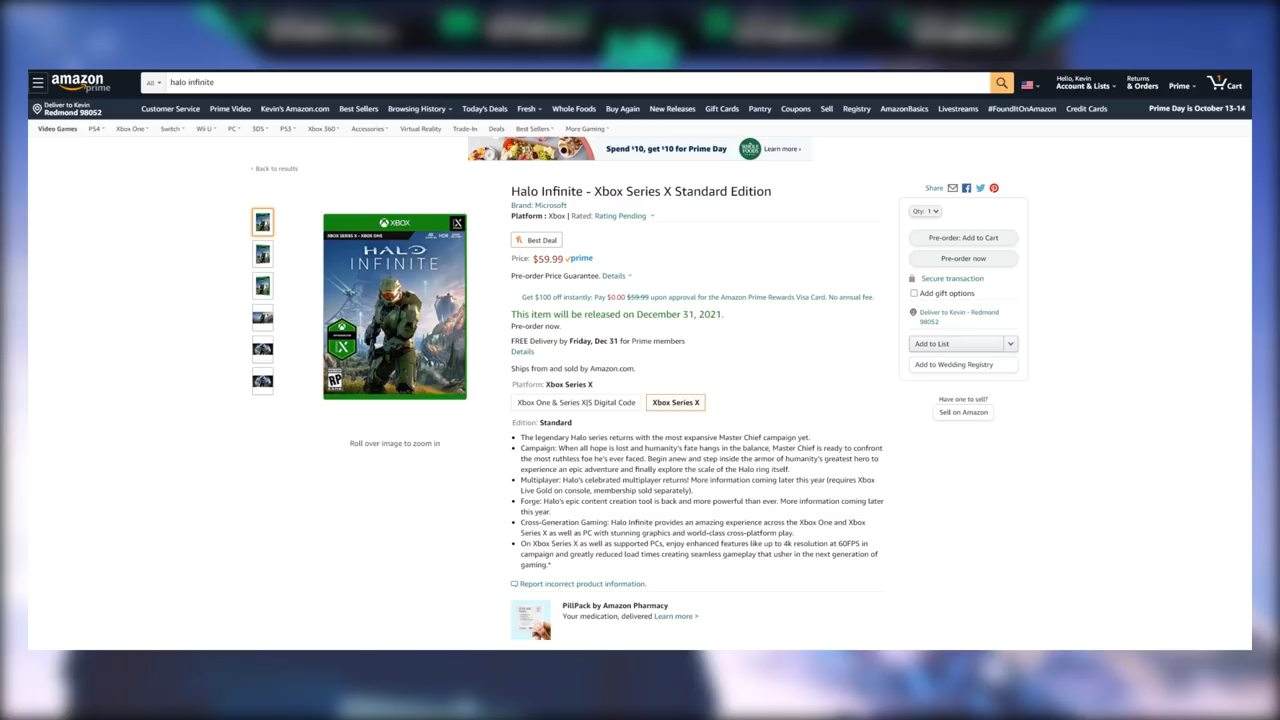 amazon
prime
All
halo infinite
Hello, Kevin
Account & Lists
Returns
& Orders
Prime
1
Cart
Deliver to Kevin
Redmond 98052
Customer Service
Prime Video
Kevin's Amazon.com
Best Sellers
Browsing History
Today's Deals
Fresh
Whole Foods
Buy Again
New Releases
Gift Cards
Pantry
Coupons
Sell
Registry
AmazonBasics
Livestreams
#FoundItOnAmazon
Credit Cards
Prime Day is October 13-14
Video Games
PS4
Xbox One
Switch
Wii U
PC
3DS
PS3
Xbox 360
Accessories
Virtual Reality
Trade-In
Deals
Best Sellers
More Gaming
Spend $10, get $10 for Prime Day
WHOLE FOODS
Learn more ›
‹ Back to results
XBOX
X
XBOX SERIES X · XBOX ONE
HALO
INFINITE
X
RP
Roll over image to zoom in
Halo Infinite - Xbox Series X Standard Edition
Brand: Microsoft
Platform : Xbox | Rated: Rating Pending
Best Deal
Price: $59.99 prime
Pre-order Price Guarantee. Details
Get $100 off instantly: Pay $0.00 $59.99 upon approval for the Amazon Prime Rewards Visa Card. No annual fee.
This item will be released on December 31, 2021.
Pre-order now.
FREE Delivery by Friday, Dec 31 for Prime members
Details
Ships from and sold by Amazon.com.
Platform: Xbox Series X
Xbox One & Series X|S Digital Code
Xbox Series X
Edition: Standard
• The legendary Halo series returns with the most expansive Master Chief campaign yet.
• Campaign: When all hope is lost and humanity's fate hangs in the balance, Master Chief is ready to confront
the most ruthless foe he's ever faced. Begin anew and step inside the armor of humanity's greatest hero to
experience an epic adventure and finally explore the scale of the Halo ring itself.
• Multiplayer: Halo's celebrated multiplayer returns! More information coming later this year (requires Xbox
Live Gold on console, membership sold separately).
• Forge: Halo's epic content creation tool is back and more powerful than ever. More information coming later
this year.
• Cross-Generation Gaming: Halo Infinite provides an amazing experience across the Xbox One and Xbox
Series X as well as PC with stunning graphics and world-class cross-platform play.
• On Xbox Series X as well as supported PCs, enjoy enhanced features like up to 4k resolution at 60FPS in
campaign and greatly reduced load times creating seamless gameplay that usher in the next generation of
gaming.*
Report incorrect product information.
PillPack by Amazon Pharmacy
Your medication, delivered Learn more >
Share
Qty: 1
Pre-order: Add to Cart
Pre-order now
Secure transaction
Add gift options
Deliver to Kevin - Redmond
98052
Add to List
Add to Wedding Registry
Have one to sell?
Sell on Amazon